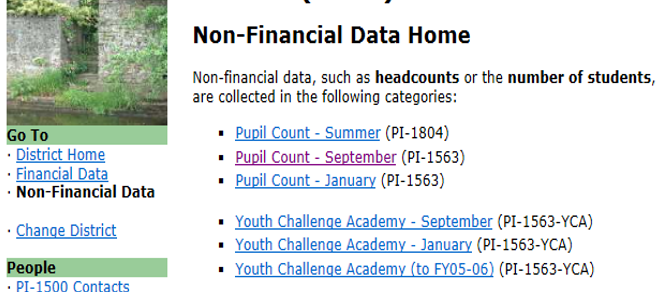 Non-Financial Data Home
Non-financial data, such as headcounts or the number of students,
are collected in the following categories:
▪ Pupil Count - Summer (PI-1804)
▪ Pupil Count - September (PI-1563)
▪ Pupil Count - January (PI-1563)
▪ Youth Challenge Academy - September (PI-1563-YCA)
▪ Youth Challenge Academy - January (PI-1563-YCA)
▪ Youth Challenge Academy (to FY05-06) (PI-1563-YCA)
Go To
· District Home
· Financial Data
· Non-Financial Data
· Change District
People
· PI-1500 Contacts